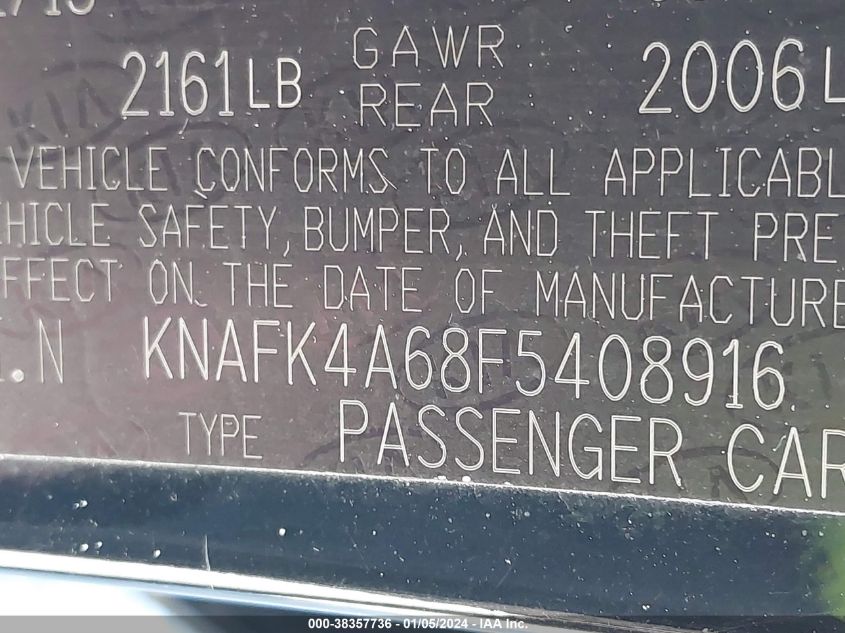 2161LB GAWR REAR 2006L
VEHICLE CONFORMS TO ALL APPLICABL
HICLE SAFETY, BUMPER, AND THEFT PRE
FFECT ON THE DATE OF MANUFACTURE
.N KNAFK4A68F5408916
TYPE PASSENGER CAR
000-38357736 - 01/05/2024 - IAA Inc.